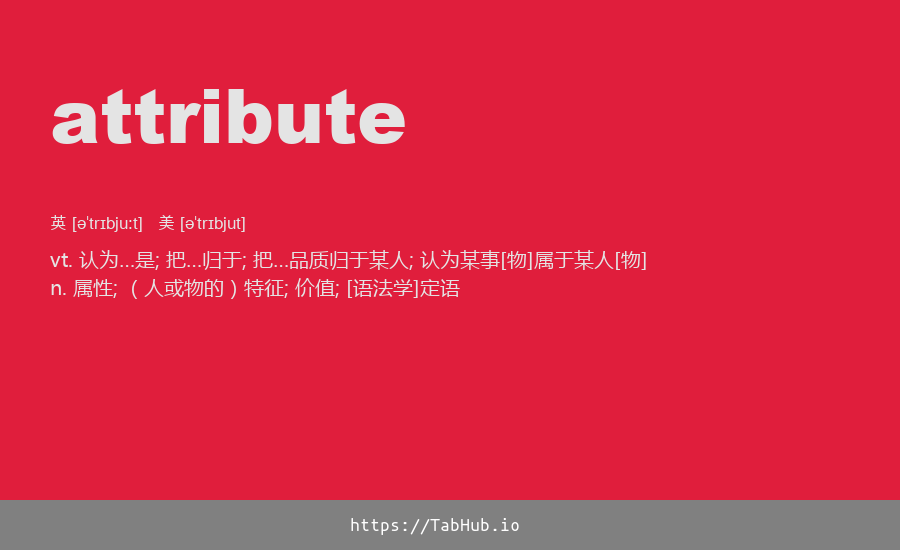 attribute
英 [əˈtrɪbjuːt] 美 [əˈtrɪbjut]
vt. 认为…是; 把…归于; 把…品质归于某人; 认为某事[物]属于某人[物]
n. 属性; （人或物的）特征; 价值; [语法学]定语
https://TabHub.io